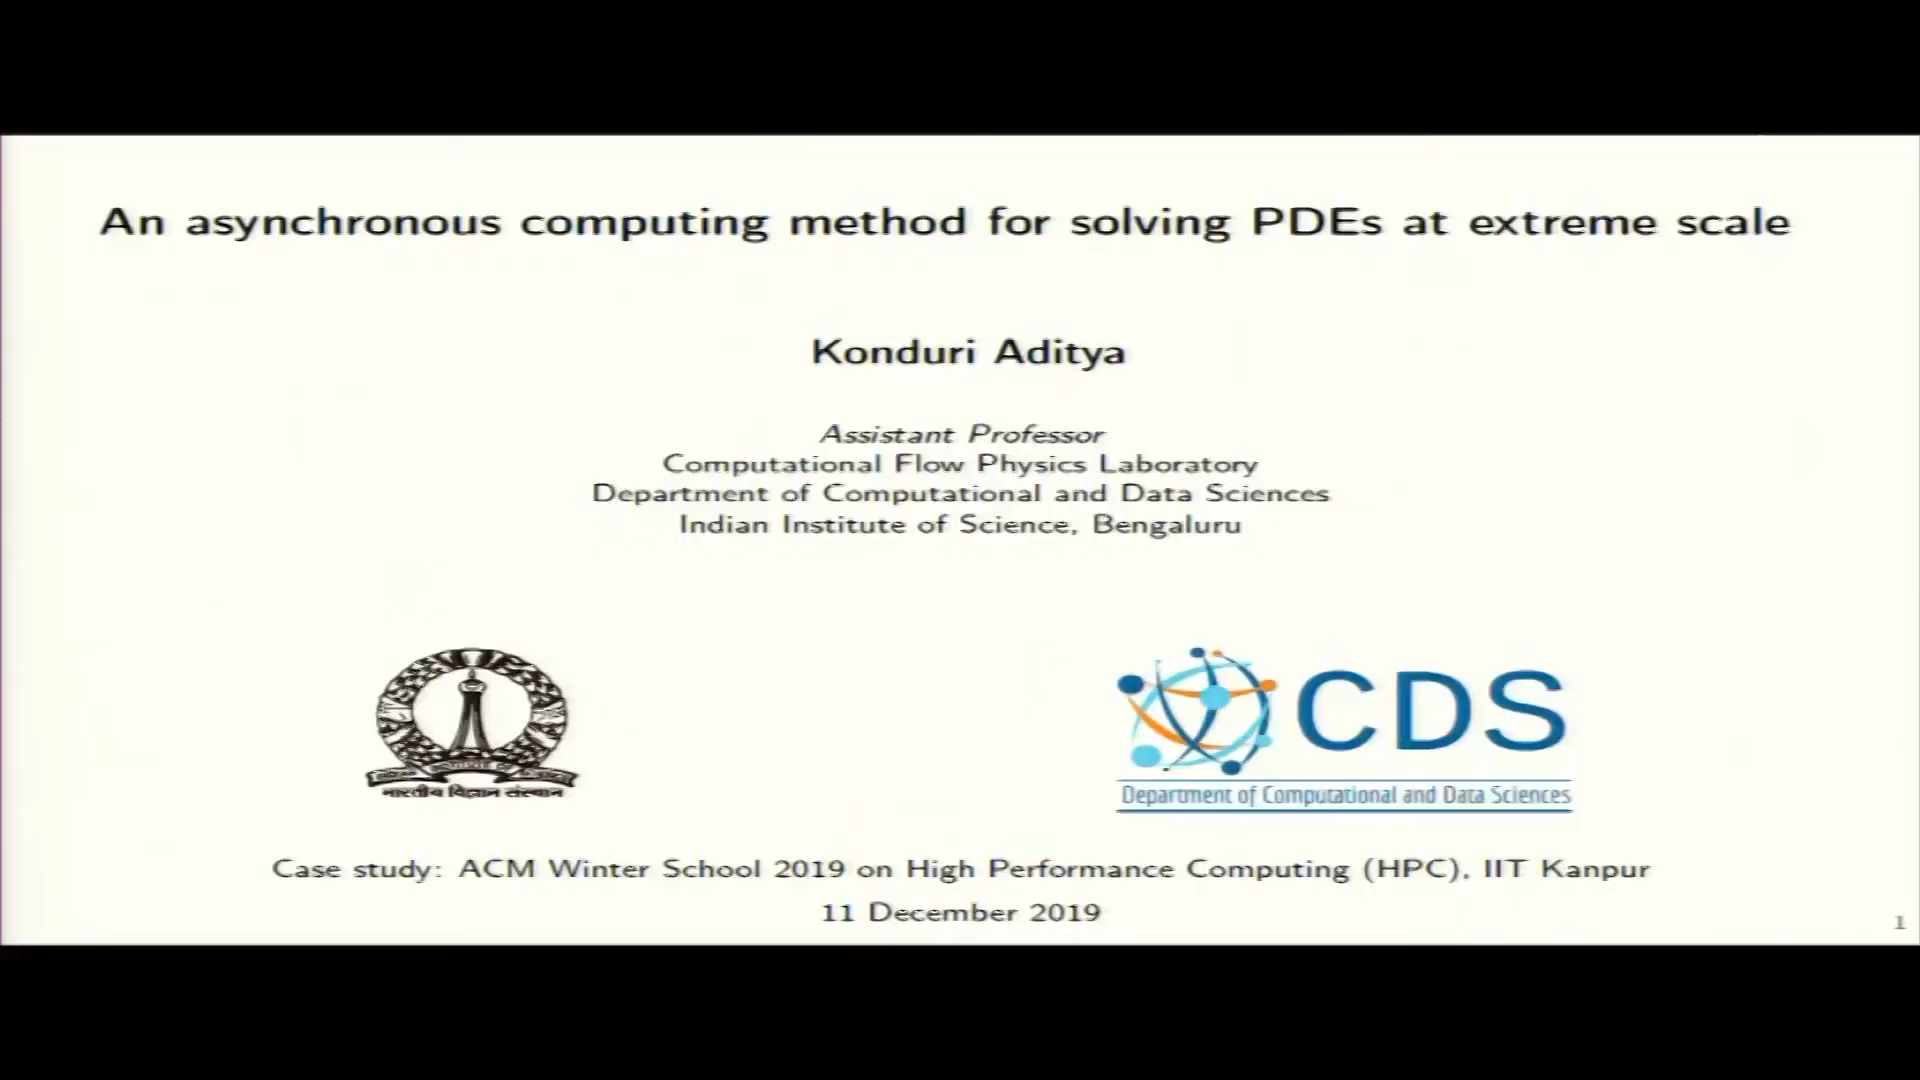 An asynchronous computing method for solving PDEs at extreme scale
Konduri Aditya
Assistant Professor
Computational Flow Physics Laboratory
Department of Computational and Data Sciences
Indian Institute of Science, Bengaluru
भारतीय विज्ञान संस्थान
CDS
Department of Computational and Data Sciences
Case study: ACM Winter School 2019 on High Performance Computing (HPC), IIT Kanpur
11 December 2019
1